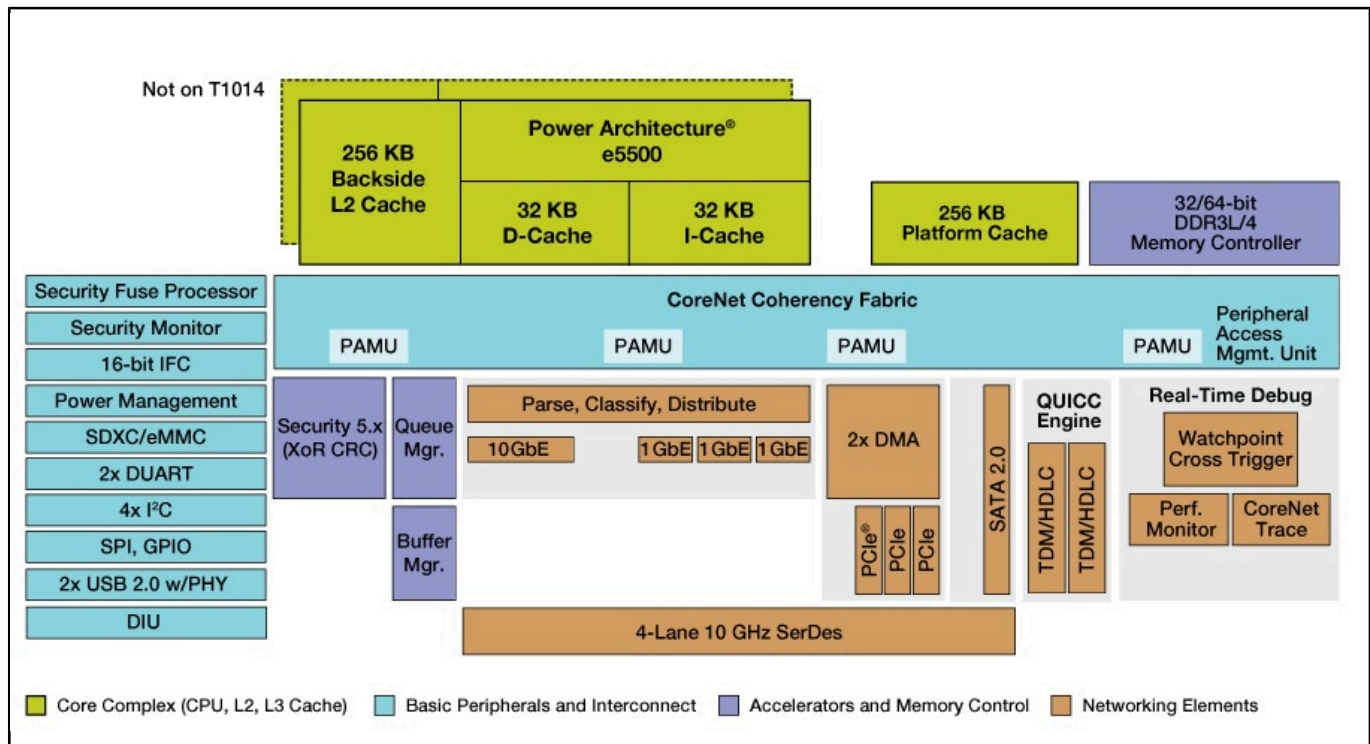 Not on T1014
256 KB
Backside
L2 Cache
Power Architecture®
e5500
32 KB
D-Cache
32 KB
I-Cache
256 KB
Platform Cache
32/64-bit
DDR3L/4
Memory Controller
Security Fuse Processor
Security Monitor
16-bit IFC
Power Management
SDXC/eMMC
2x DUART
4x I²C
SPI, GPIO
2x USB 2.0 w/PHY
DIU
CoreNet Coherency Fabric
PAMU
PAMU
PAMU
PAMU
Peripheral
Access
Mgmt. Unit
Security 5.x
(XoR CRC)
Queue
Mgr.
Buffer
Mgr.
Parse, Classify, Distribute
10GbE
1GbE
1GbE
1GbE
2x DMA
PCIe®
PCIe
PCIe
SATA 2.0
QUICC
Engine
TDM/HDLC
TDM/HDLC
Real-Time Debug
Watchpoint
Cross Trigger
Perf.
Monitor
CoreNet
Trace
4-Lane 10 GHz SerDes
Core Complex (CPU, L2, L3 Cache)
Basic Peripherals and Interconnect
Accelerators and Memory Control
Networking Elements